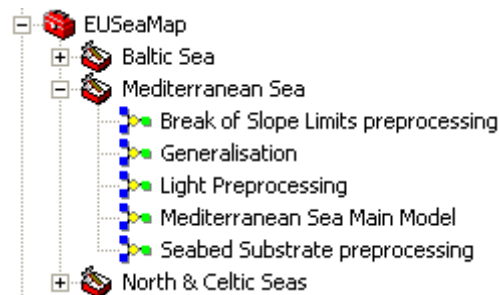 EUSeaMap
Baltic Sea
Mediterranean Sea
Break of Slope Limits preprocessing
Generalisation
Light Preprocessing
Mediterranean Sea Main Model
Seabed Substrate preprocessing
North & Celtic Seas